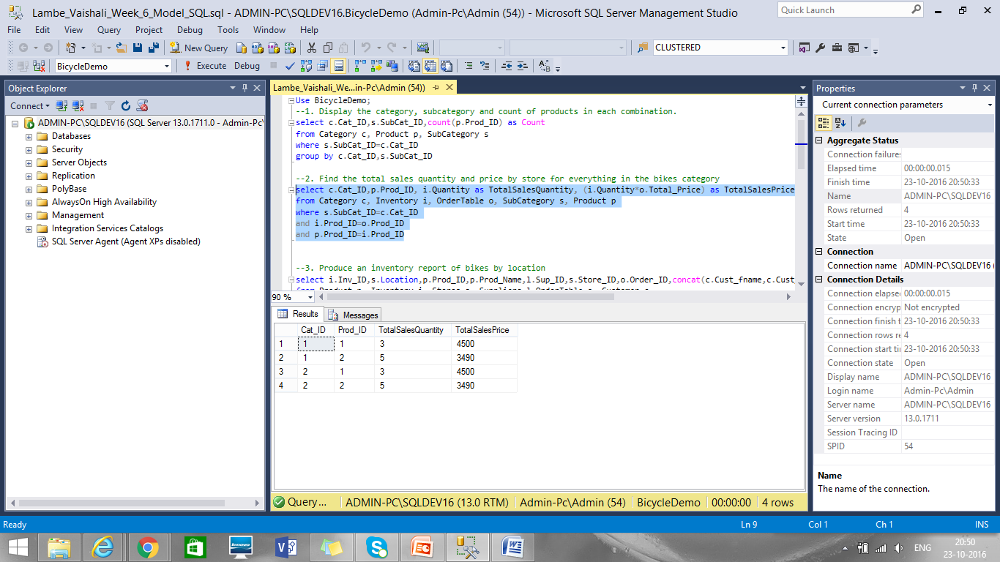 Lambe_Vaishali_Week_6_Model_SQL.sql - ADMIN-PC\SQLDEV16.BicycleDemo (Admin-Pc\Admin (54)) - Microsoft SQL Server Management Studio
Quick Launch
File Edit View Query Project Debug Tools Window Help
New Query
CLUSTERED
BicycleDemo
Execute Debug
Object Explorer
Connect
ADMIN-PC\SQLDEV16 (SQL Server 13.0.1711.0 - Admin-Pc\
Databases
Security
Server Objects
Replication
PolyBase
AlwaysOn High Availability
Management
Integration Services Catalogs
SQL Server Agent (Agent XPs disabled)
Lambe_Vaishali_We...in-Pc\Admin (54))
Use BicycleDemo;
--1. Display the category, subcategory and count of products in each combination.
select c.Cat_ID,s.SubCat_ID,count(p.Prod_ID) as Count
from Category c, Product p, SubCategory s
where s.SubCat_ID=c.Cat_ID
group by c.Cat_ID,s.SubCat_ID
--2. Find the total sales quantity and price by store for everything in the bikes category
select c.Cat_ID,p.Prod_ID, i.Quantity as TotalSalesQuantity, (i.Quantity*o.Total_Price) as TotalSalesPrice
from Category c, Inventory i, OrderTable o, SubCategory s, Product p
where s.SubCat_ID=c.Cat_ID
and i.Prod_ID=o.Prod_ID
and p.Prod_ID=i.Prod_ID
--3. Produce an inventory report of bikes by location
select i.Inv_ID,s.Location,p.Prod_ID,p.Prod_Name,l.Sup_ID,s.Store_ID,o.Order_ID,concat(c.Cust_fname,c.Cust
90 %
Results Messages
Cat_ID Prod_ID TotalSalesQuantity TotalSalesPrice
1 1 1 3 4500
2 1 2 5 3490
3 2 1 3 4500
4 2 2 5 3490
Query... ADMIN-PC\SQLDEV16 (13.0 RTM) Admin-Pc\Admin (54) BicycleDemo 00:00:00 4 rows
Properties
Current connection parameters
Aggregate Status
Connection failures
Elapsed time 00:00:00.015
Finish time 23-10-2016 20:50:33
Name ADMIN-PC\SQLDEV16
Rows returned 4
Start time 23-10-2016 20:50:33
State Open
Connection
Connection name ADMIN-PC\SQLDEV16 (
Connection Details
Connection elapse 00:00:00.015
Connection encryp Not encrypted
Connection finish t 23-10-2016 20:50:33
Connection rows re 4
Connection start ti 23-10-2016 20:50:33
Connection state Open
Display name ADMIN-PC\SQLDEV16
Login name Admin-Pc\Admin
Server name ADMIN-PC\SQLDEV16
Server version 13.0.1711
Session Tracing ID
SPID 54
Name
The name of the connection.
Ready Ln 9 Col 1 Ch 1 INS
lenovo
ENG
20:50
23-10-2016